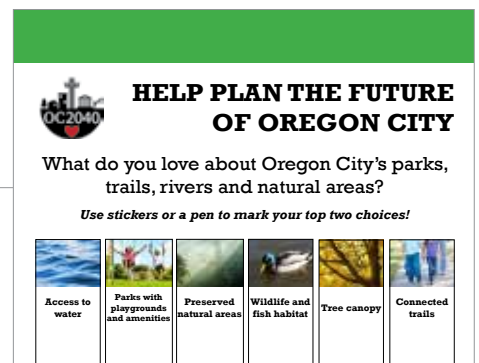 OC2040
HELP PLAN THE FUTURE
OF OREGON CITY
What do you love about Oregon City's parks,
trails, rivers and natural areas?
Use stickers or a pen to mark your top two choices!
Access to
water
Parks with
playgrounds
and amenities
Preserved
natural areas
Wildlife and
fish habitat
Tree canopy
Connected
trails